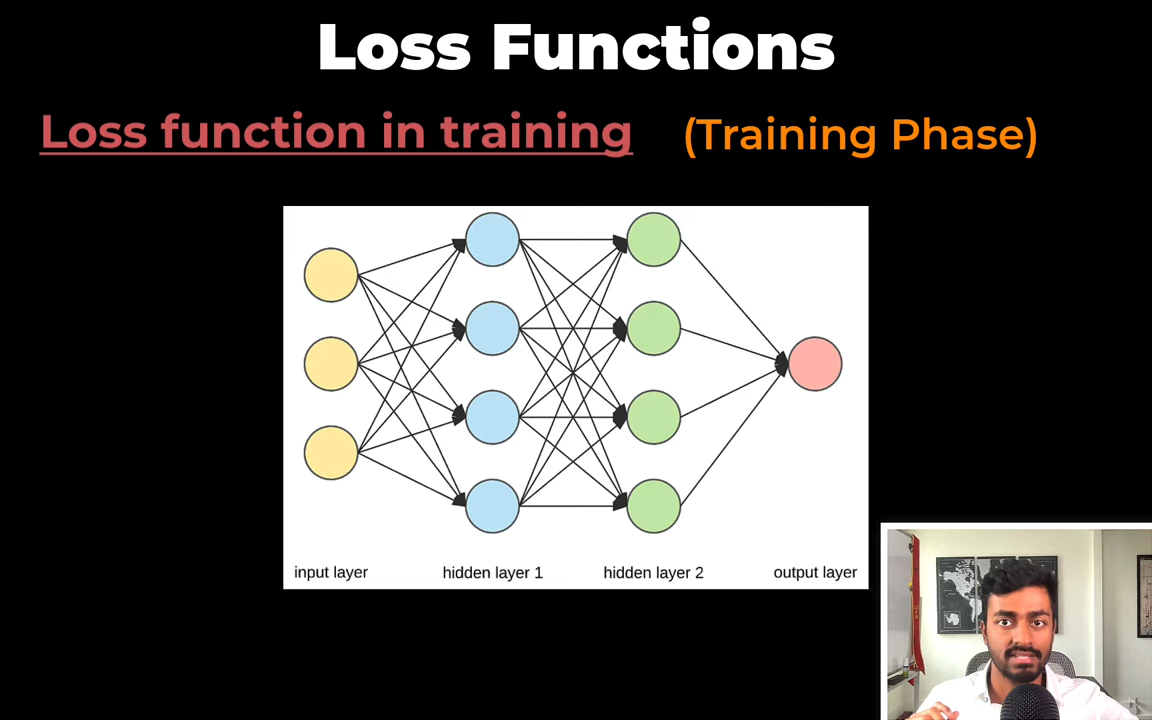 Loss Functions
Loss function in training (Training Phase)
input layer hidden layer 1 hidden layer 2 output layer